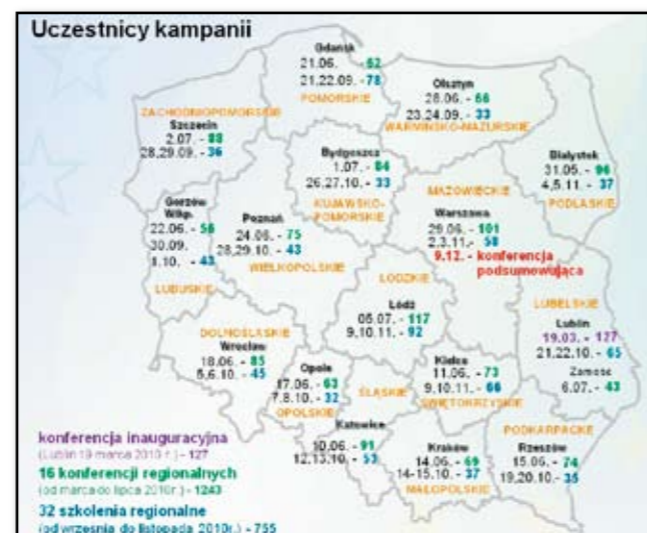 Uczestnicy kampanii
Gdańsk
21.06. - 62
21,22.09. - 78
POMORSKIE
Olsztyn
28.06. - 66
23,24.09. - 33
WARMIŃSKO-MAZURSKIE
ZACHODNIOPOMORSKIE
Szczecin
2.07. - 88
28,29.09. - 36
Bydgoszcz
1.07. - 84
26,27.10. - 33
KUJAWSKO-
POMORSKIE
Białystok
31.05. - 96
4,5.11. - 37
PODLASKIE
MAZOWIECKIE
Warszawa
29.06. - 101
2,3.11.- 58
9.12. - konferencja
podsumowująca
Gorzów
Wlkp.
22.06. - 56
30.09.
1.10. - 43
LUBUSKIE
Poznań
24.06. - 75
28,29.10 - 43
WIELKOPOLSKIE
ŁÓDZKIE
Łódź
05.07. - 117
9,10.11. - 92
LUBELSKIE
Lublin
19.03. - 127
21,22.10. - 65
Zamość
6.07. - 43
DOLNOŚLĄSKIE
Wrocław
18.06. - 85
5,6.10. - 45
Opole
17.06. - 63
7,8.10. - 32
OPOLSKIE
ŚLĄSKIE
Katowice
10.06. - 91
12,13.10. - 53
Kielce
11.06. - 73
9,10.11. - 66
ŚWIĘTOKRZYSKIE
Kraków
14.06. - 69
14-15.10. - 37
MAŁOPOLSKIE
PODKARPACKIE
Rzeszów
15.06. - 74
19,20.10. - 35
konferencja inauguracyjna
(Lublin 19 marca 2010 r.) - 127
16 konferencji regionalnych
(od marca do lipca 2010r.) - 1243
32 szkolenia regionalne
(od września do listopada 2010r.) - 755